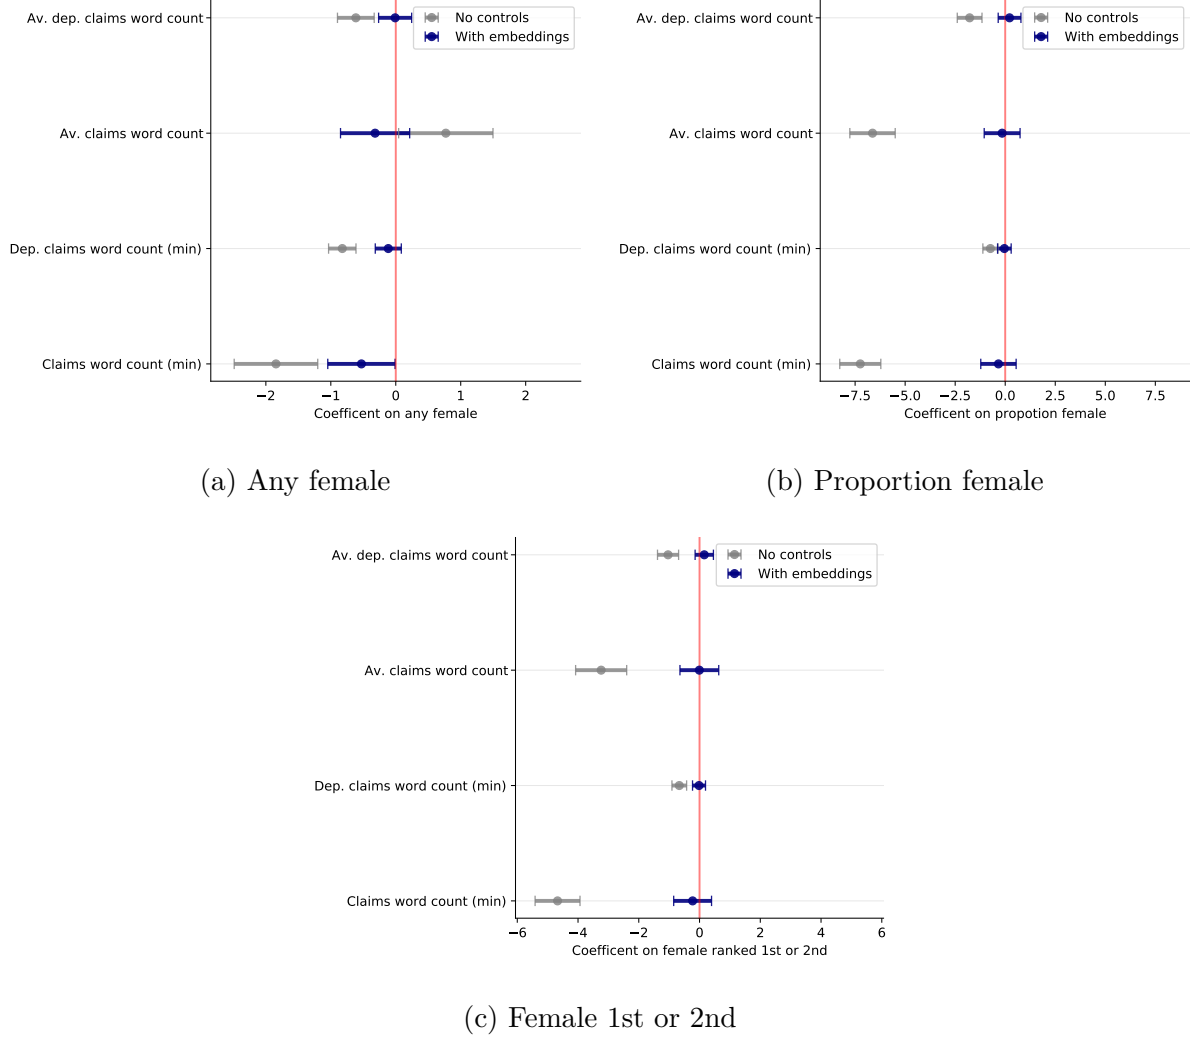 Av. dep. claims word count
Av. claims word count
Dep. claims word count (min)
Claims word count (min)
No controls
With embeddings
−2 −1 0 1 2
Coefficent on any female
(a) Any female
Av. dep. claims word count
Av. claims word count
Dep. claims word count (min)
Claims word count (min)
No controls
With embeddings
−7.5 −5.0 −2.5 0.0 2.5 5.0 7.5
Coefficent on propotion female
(b) Proportion female
Av. dep. claims word count
Av. claims word count
Dep. claims word count (min)
Claims word count (min)
No controls
With embeddings
−6 −4 −2 0 2 4 6
Coefficent on female ranked 1st or 2nd
(c) Female 1st or 2nd